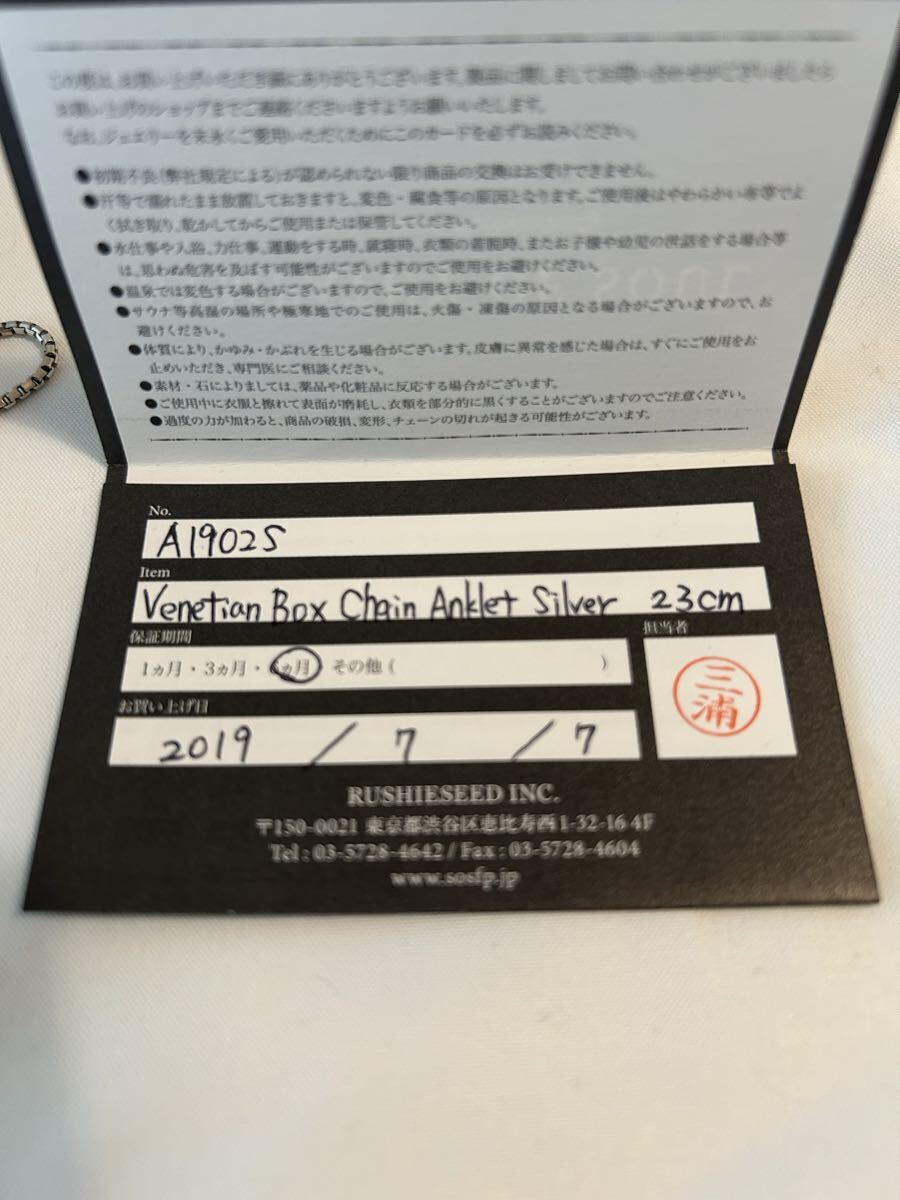 この度は、お買い上げいただき誠にありがとうございます。商品に関しましてお問い合わせがございましたら
お買い上げのショップまでご連絡くださいますようお願いいたします。
なお、ジュエリーを末永くご愛用いただくためにこのカードを必ずお読みください。
●初期不良(弊社規定による)が認められない限り商品の交換はお受けできません。
●汗等で濡れたまま放置しておきますと、変色・腐食等の原因となります。ご使用後はやわらかい布等でよ
く拭き取り、乾かしてからご使用または保管してください。
●水仕事や入浴、力仕事、運動をする時、就寝時、衣類の着脱時、またお子様や幼児の世話をする場合等
は、思わぬ危害を及ぼす可能性がございますのでご使用をお避けください。
●温泉では変色する場合がございますので、ご使用をお避けください。
●サウナ等高温の場所や極寒地でのご使用は、火傷・凍傷の原因となる場合がございますので、お
避けください。
●体質により、かゆみ・かぶれを生じる場合がございます。皮膚に異常を感じた場合は、すぐにご使用をお
止めいただき、専門医にご相談ください。
●素材・石によりましては、薬品や化粧品に反応する場合がございます。
●ご使用中に衣服と擦れて表面が磨耗し、衣類を部分的に黒くすることがございますのでご注意ください。
●過度の力が加わると、商品の破損、変形、チェーンの切れが起きる可能性がございます。
No.
A1902S
Item
Venetian Box Chain Anklet Silver 23cm
保証期間
担当者
1ヵ月・3ヵ月・ヵ月 その他( )
三浦
お買い上げ日
2019 / 7 / 7
RUSHIESEED INC.
〒150-0021 東京都渋谷区恵比寿西1-32-16 4F
Tel : 03-5728-4642 / Fax : 03-5728-4604
www.sosfp.jp